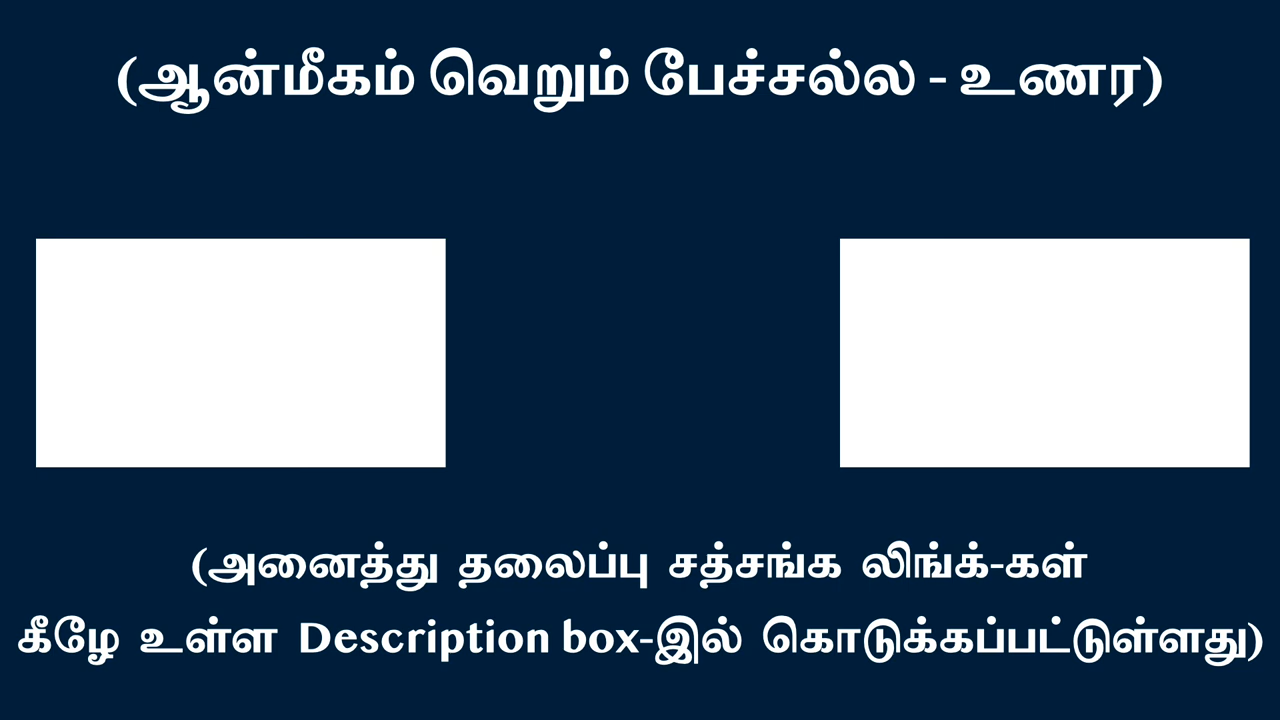 (ஆன்மீகம் வெறும் பேச்சல்ல - உணர)
(அனைத்து தலைப்பு சத்சங்க லிங்க்-கள்
கீழே உள்ள Description box-இல் கொடுக்கப்பட்டுள்ளது)